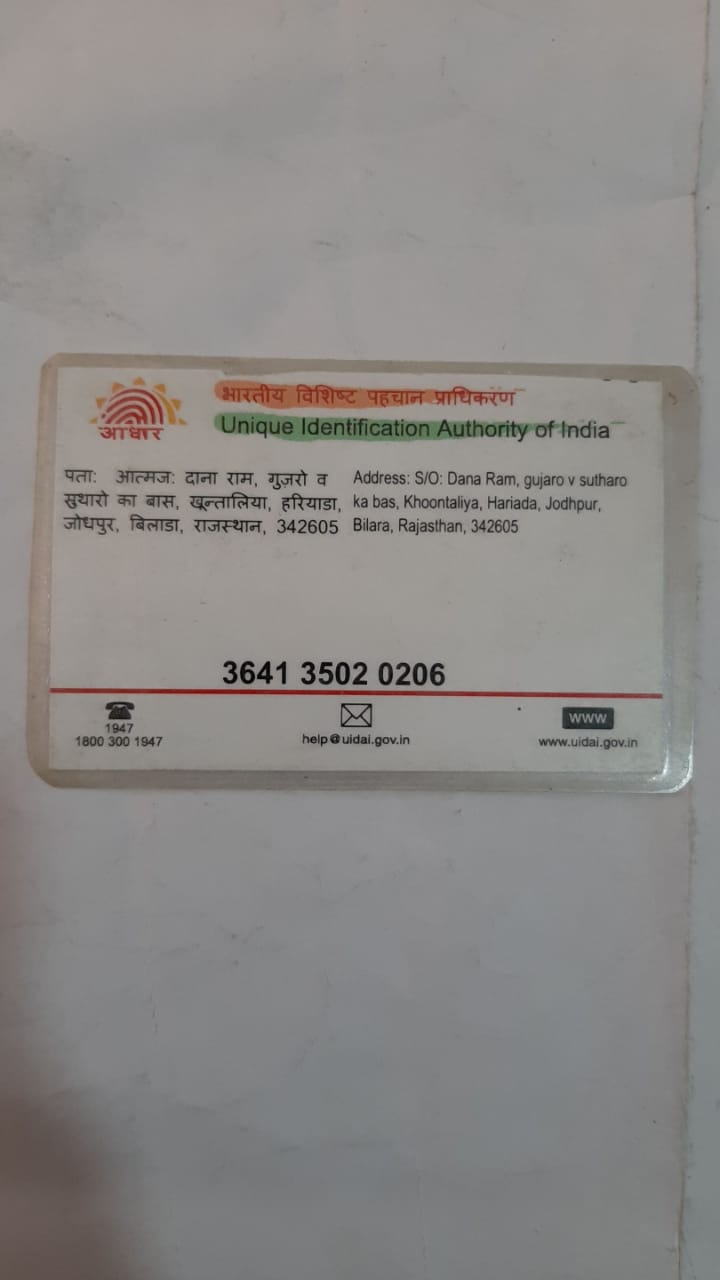 भारतीय विशिष्ट पहचान प्राधिकरण
Unique Identification Authority of India
आधार
पता: आत्मज: दाना राम, गुज़रो व
सुथारो का बास, खून्तालिया, हरियाडा,
जोधपुर, बिलाडा, राजस्थान, 342605
Address: S/O: Dana Ram, gujaro v sutharo
ka bas, Khoontaliya, Hariada, Jodhpur,
Bilara, Rajasthan, 342605
3641 3502 0206
1947
1800 300 1947
help@uidai.gov.in
www
www.uidai.gov.in